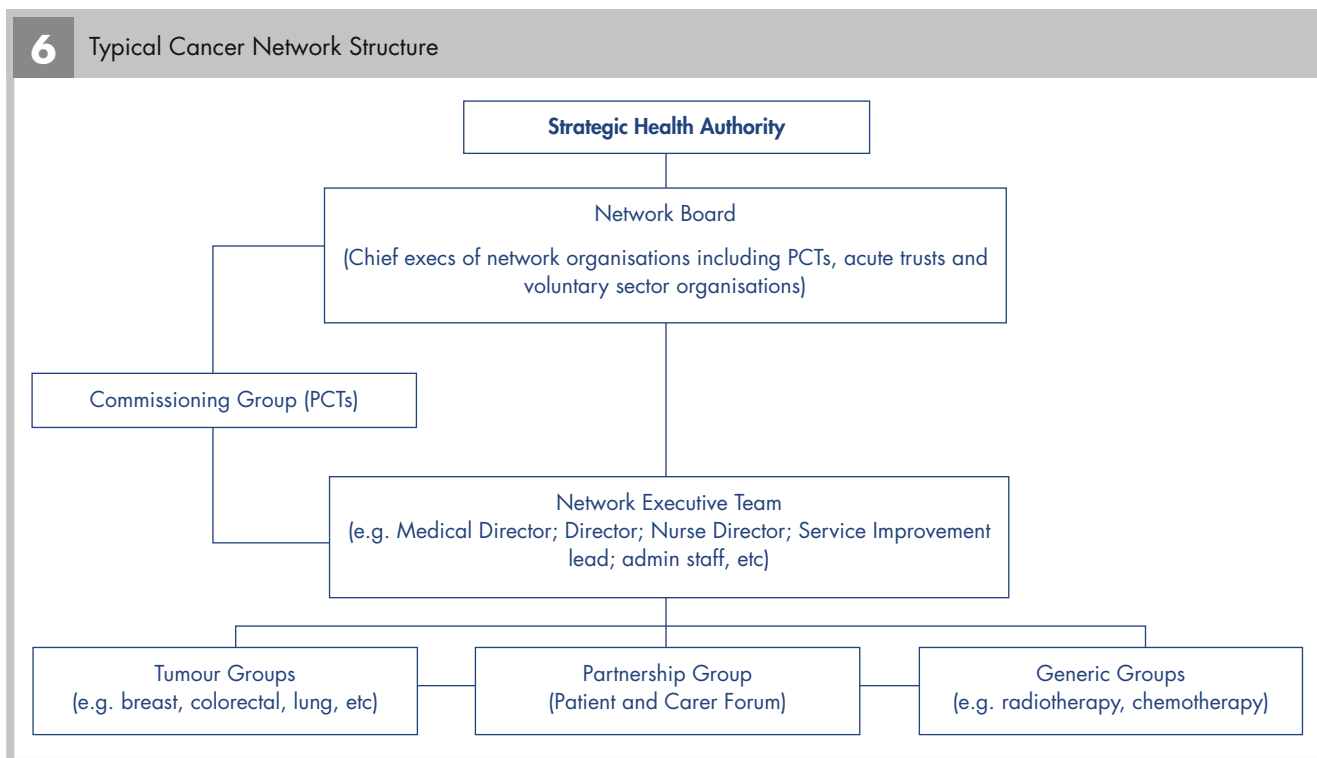 6
Typical Cancer Network Structure
Strategic Health Authority
Network Board
(Chief execs of network organisations including PCTs, acute trusts and
voluntary sector organisations)
Commissioning Group (PCTs)
Network Executive Team
(e.g. Medical Director; Director; Nurse Director; Service Improvement
lead; admin staff, etc)
Tumour Groups
(e.g. breast, colorectal, lung, etc)
Partnership Group
(Patient and Carer Forum)
Generic Groups
(e.g. radiotherapy, chemotherapy)